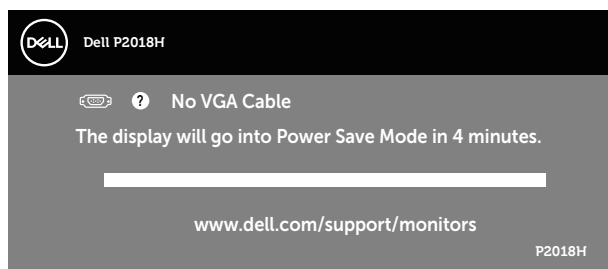 DELL Dell P2018H
? No VGA Cable
The display will go into Power Save Mode in 4 minutes.
www.dell.com/support/monitors
P2018H